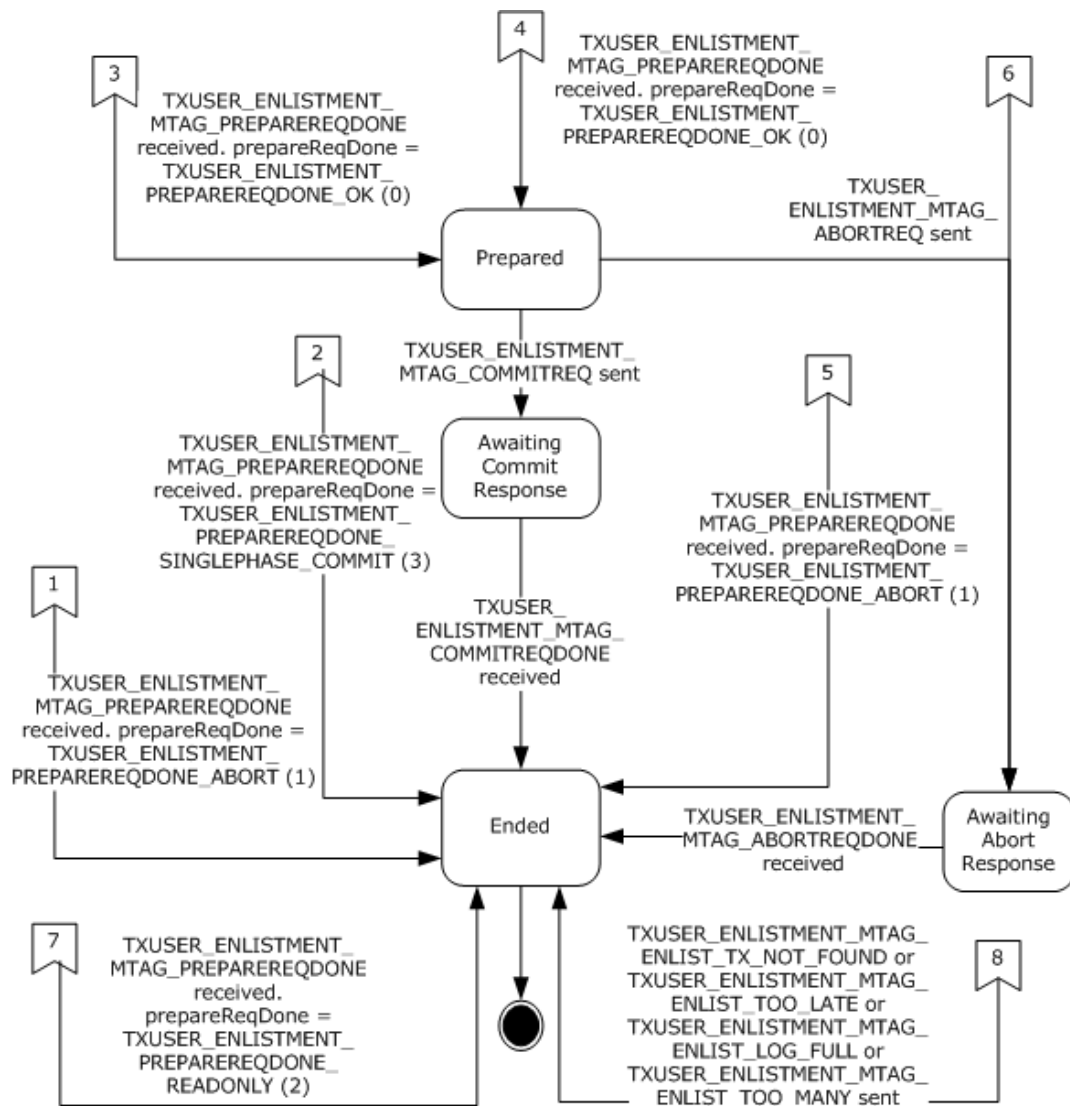 4
TXUSER_ENLISTMENT_
MTAG_PREPAREREQDONE
received. prepareReqDone =
TXUSER_ENLISTMENT_
PREPAREREQDONE_OK (0)
3
TXUSER_ENLISTMENT_
MTAG_PREPAREREQDONE
received. prepareReqDone =
TXUSER_ENLISTMENT_
PREPAREREQDONE_OK (0)
6
TXUSER_
ENLISTMENT_MTAG_
ABORTREQ sent
Prepared
TXUSER_ENLISTMENT_
MTAG_COMMITREQ sent
2
TXUSER_ENLISTMENT_
MTAG_PREPAREREQDONE
received. prepareReqDone =
TXUSER_ENLISTMENT_
PREPAREREQDONE_
SINGLEPHASE_COMMIT (3)
5
TXUSER_ENLISTMENT_
MTAG_PREPAREREQDONE
received. prepareReqDone =
TXUSER_ENLISTMENT_
PREPAREREQDONE_ABORT (1)
Awaiting
Commit
Response
TXUSER_
ENLISTMENT_MTAG_
COMMITREQDONE
received
1
TXUSER_ENLISTMENT_
MTAG_PREPAREREQDONE
received. prepareReqDone =
TXUSER_ENLISTMENT_
PREPAREREQDONE_ABORT (1)
Ended
TXUSER_ENLISTMENT_
MTAG_ABORTREQDONE
received
Awaiting
Abort
Response
7
TXUSER_ENLISTMENT_
MTAG_PREPAREREQDONE
received.
prepareReqDone =
TXUSER_ENLISTMENT_
PREPAREREQDONE_
READONLY (2)
TXUSER_ENLISTMENT_MTAG_
ENLIST_TX_NOT_FOUND or
TXUSER_ENLISTMENT_MTAG_
ENLIST_TOO_LATE or
TXUSER_ENLISTMENT_MTAG_
ENLIST_LOG_FULL or
TXUSER_ENLISTMENT_MTAG_
ENLIST_TOO_MANY sent
8